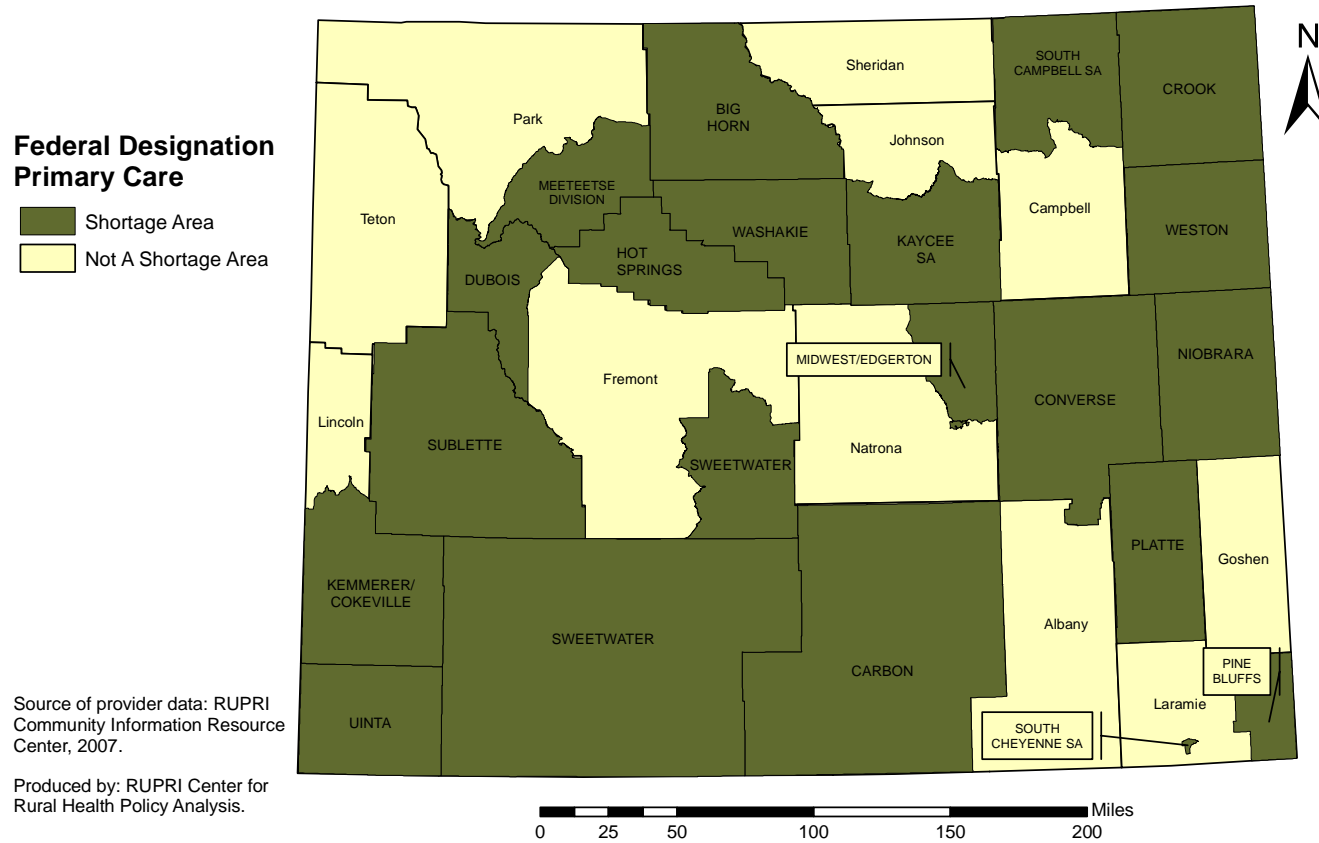 Federal Designation
Primary Care
Shortage Area
Not A Shortage Area
N
Park
Teton
Lincoln
MEETEETSE
DIVISION
BIG
HORN
Sheridan
Johnson
SOUTH
CAMPBELL SA
CROOK
Campbell
WESTON
DUBOIS
HOT
SPRINGS
WASHAKIE
KAYCEE
SA
SUBLETTE
Fremont
SWEETWATER
MIDWEST/EDGERTON
Natrona
CONVERSE
NIOBRARA
KEMMERER/
COKEVILLE
UINTA
SWEETWATER
CARBON
Albany
PLATTE
Goshen
Laramie
PINE
BLUFFS
SOUTH
CHEYENNE SA
Source of provider data: RUPRI
Community Information Resource
Center, 2007.
Produced by: RUPRI Center for
Rural Health Policy Analysis.
Miles
0 25 50 100 150 200